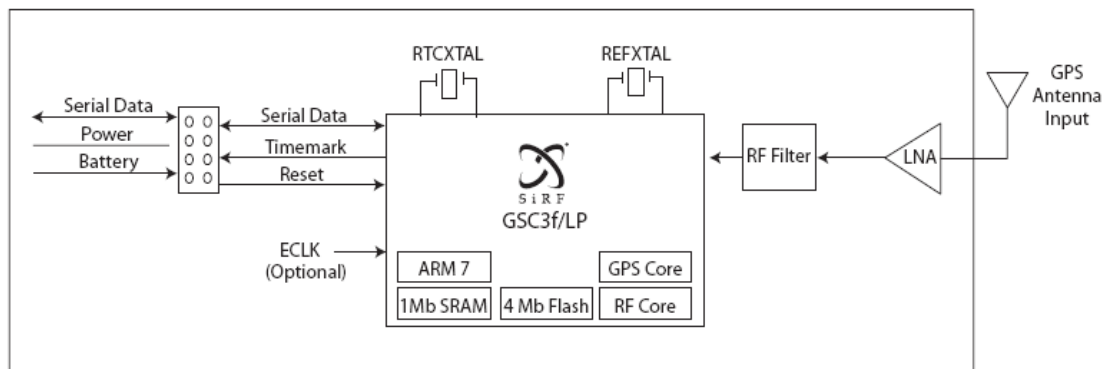 RTCXTAL
REFXTAL
GPS
Antenna
Input
Serial Data
Power
Battery
Serial Data
Timemark
Reset
RF Filter
LNA
SiRF
GSC3f/LP
ECLK
(Optional)
ARM 7
GPS Core
1Mb SRAM
4 Mb Flash
RF Core